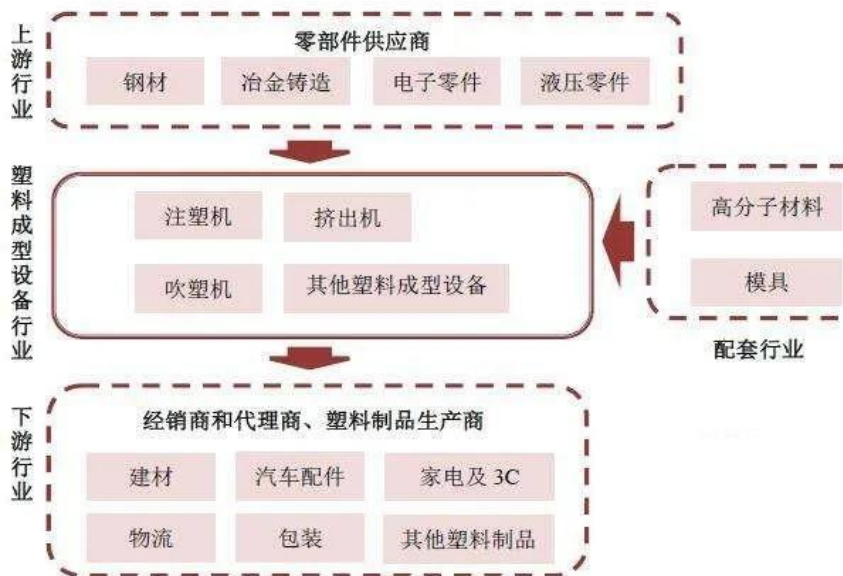 上游行业
零部件供应商
钢材
冶金铸造
电子零件
液压零件
塑料成型设备行业
注塑机
挤出机
吹塑机
其他塑料成型设备
高分子材料
模具
配套行业
下游行业
经销商和代理商、塑料制品生产商
建材
汽车配件
家电及 3C
物流
包装
其他塑料制品